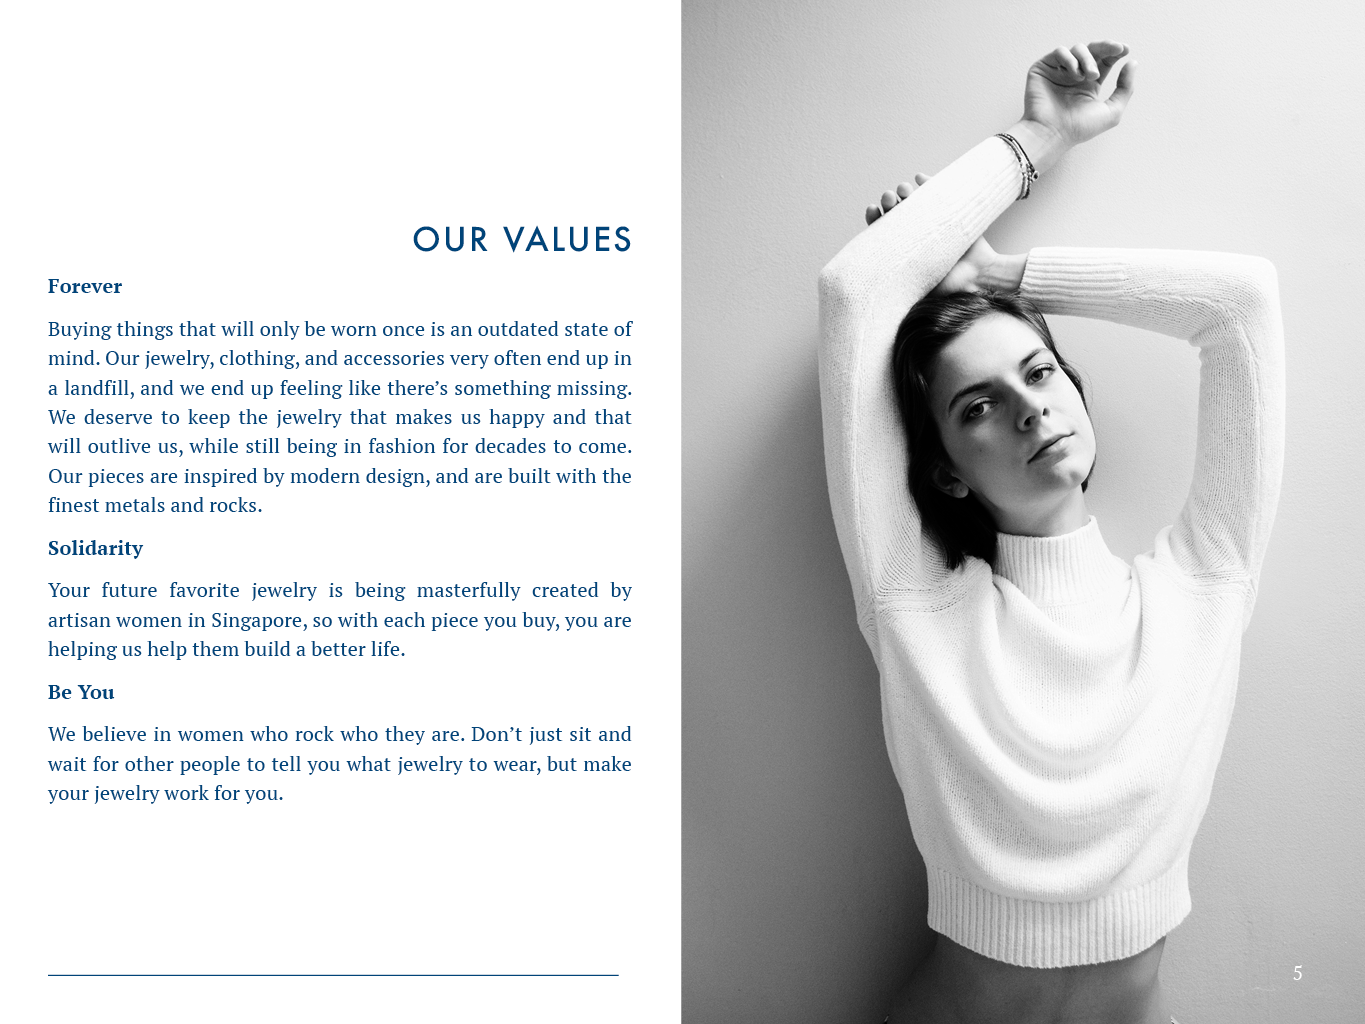 OUR VALUES
Forever
Buying things that will only be worn once is an outdated state of
mind. Our jewelry, clothing, and accessories very often end up in
a landfill, and we end up feeling like there’s something missing.
We deserve to keep the jewelry that makes us happy and that
will outlive us, while still being in fashion for decades to come.
Our pieces are inspired by modern design, and are built with the
finest metals and rocks.
Solidarity
Your future favorite jewelry is being masterfully created by
artisan women in Singapore, so with each piece you buy, you are
helping us help them build a better life.
Be You
We believe in women who rock who they are. Don’t just sit and
wait for other people to tell you what jewelry to wear, but make
your jewelry work for you.
5